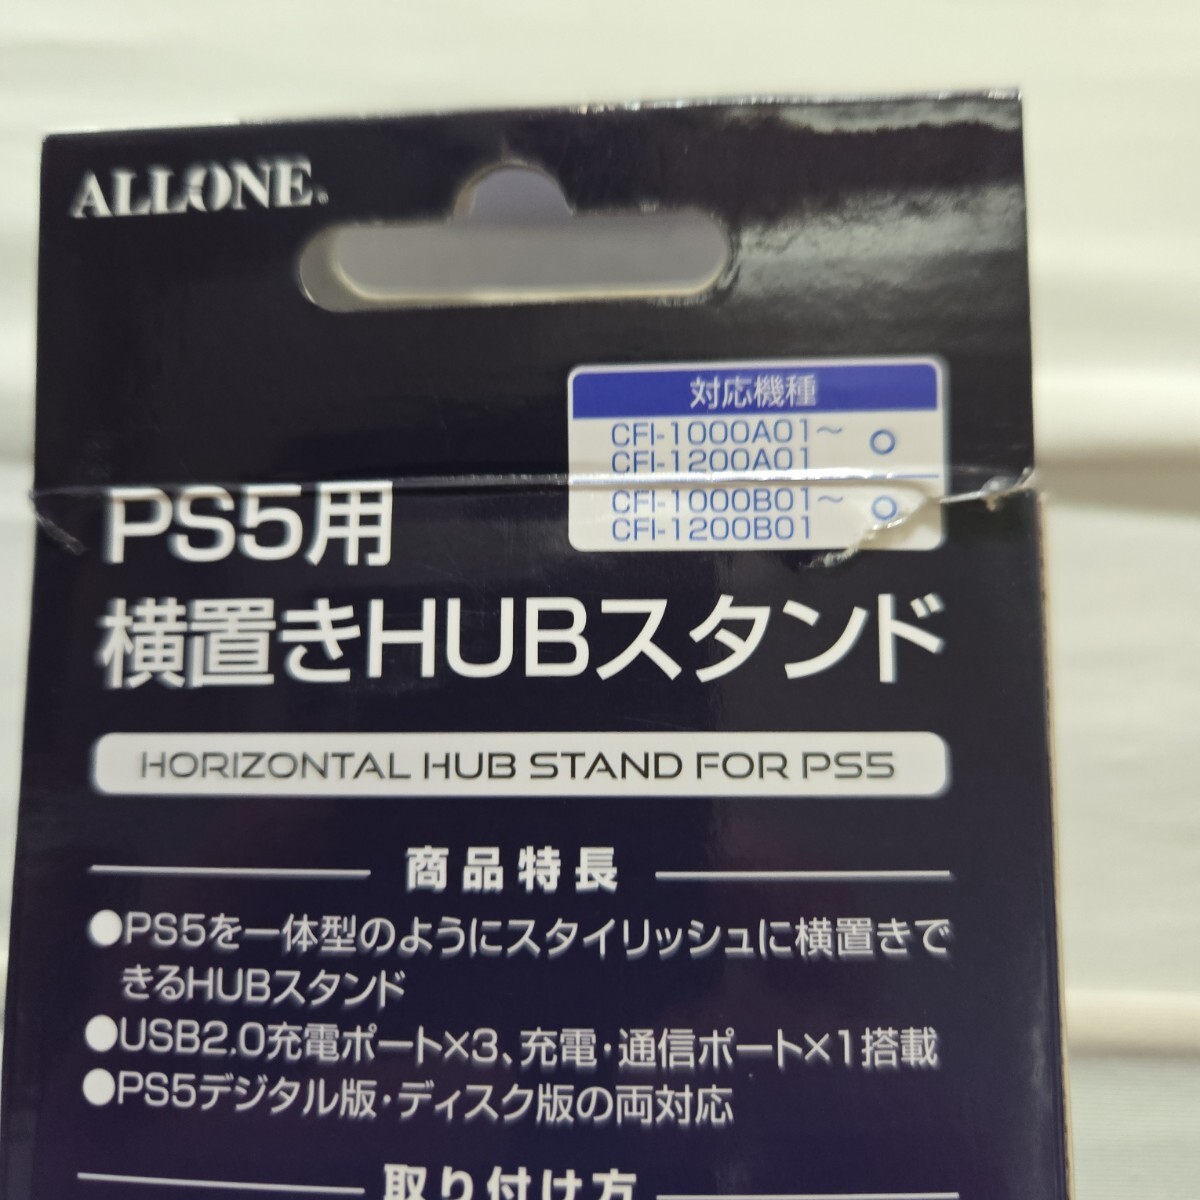 ALLONE®
対応機種
CFI-1000A01～
CFI-1200A01
○
CFI-1000B01～
CFI-1200B01
○
PS5用
横置きHUBスタンド
HORIZONTAL HUB STAND FOR PS5
商品特長
●PS5を一体型のようにスタイリッシュに横置きで
きるHUBスタンド
●USB2.0充電ポート×3、充電・通信ポート×1搭載
●PS5デジタル版・ディスク版の両対応
取り付け方